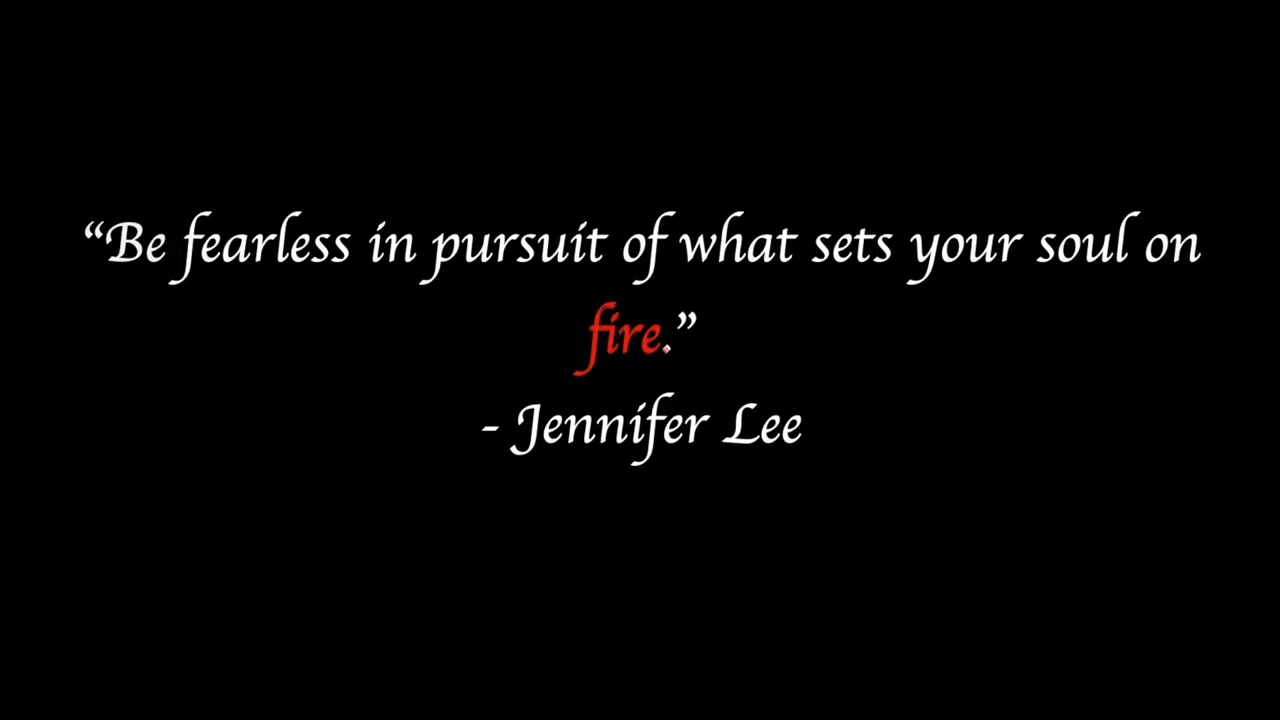 “Be fearless in pursuit of what sets your soul on
fire.”
- Jennifer Lee